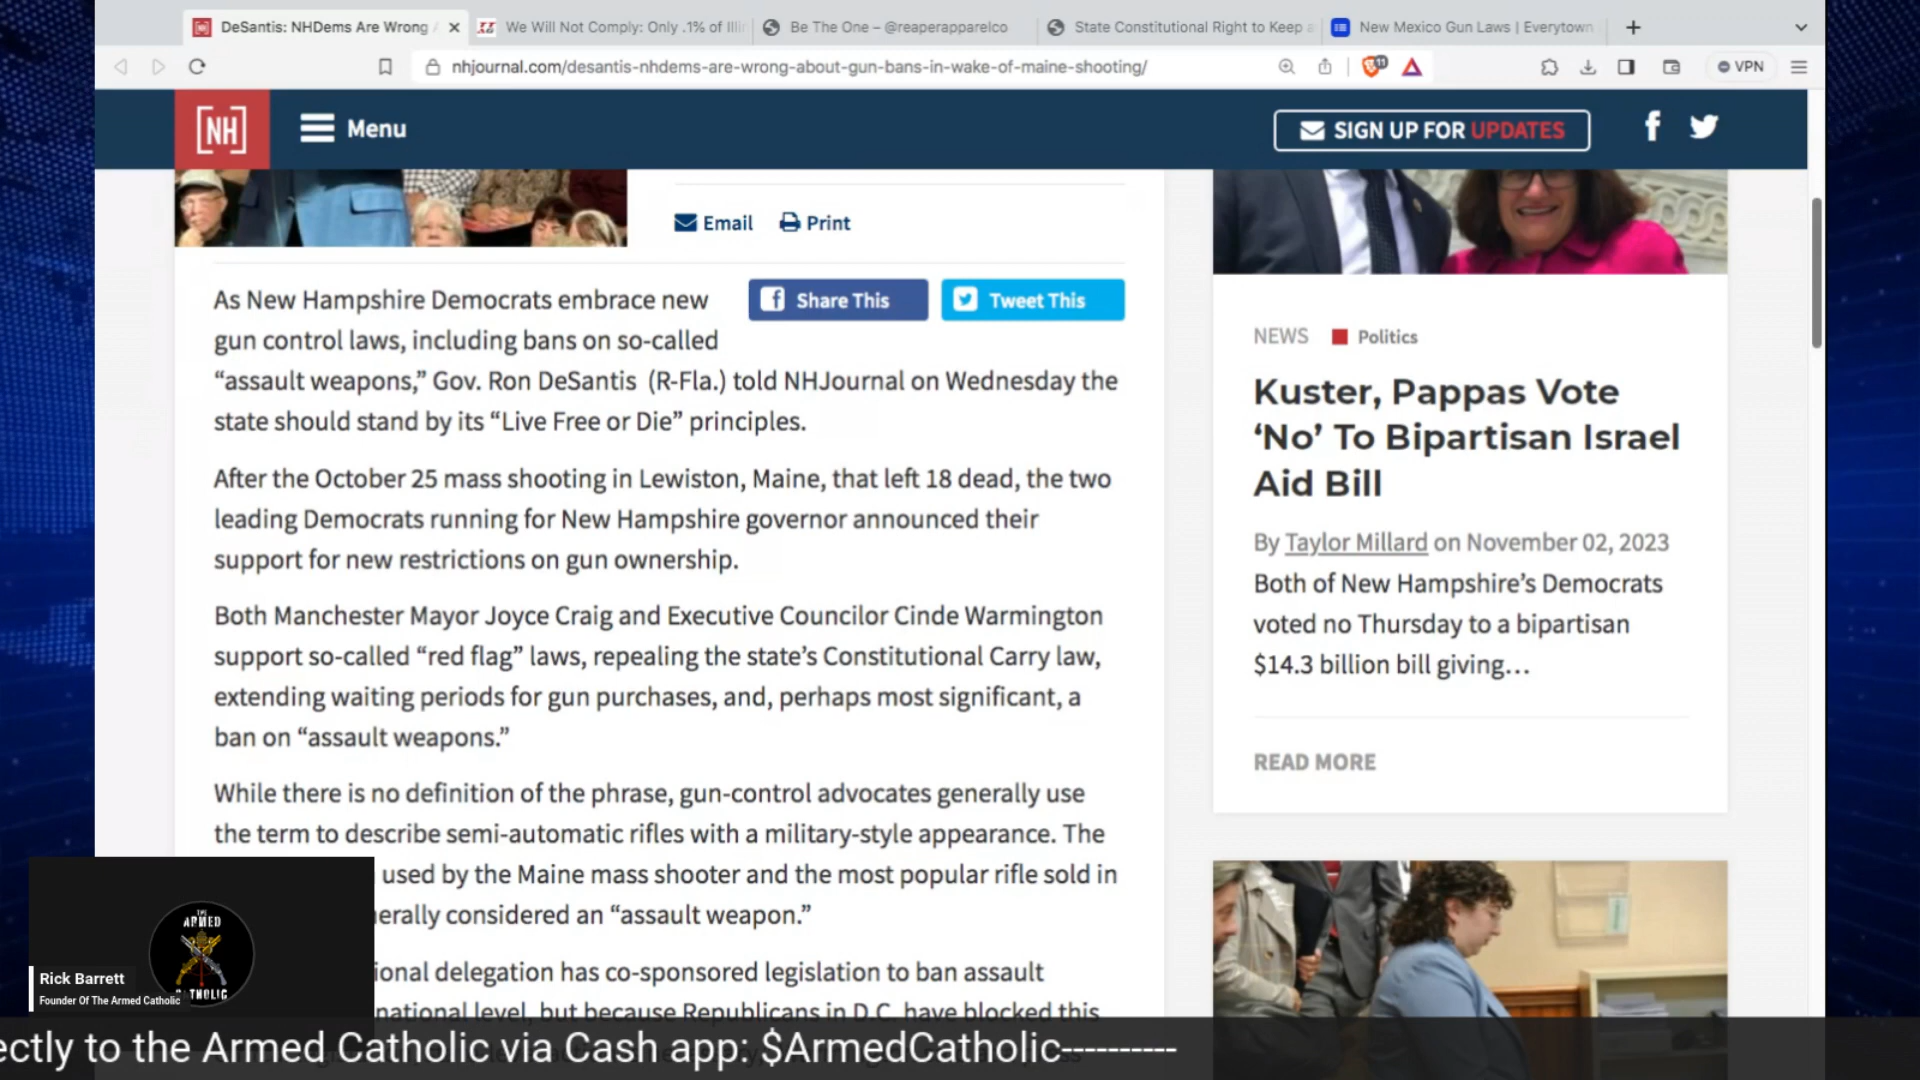 DeSantis: NHDems Are Wrong
We Will Not Comply: Only .1% of Illi
Be The One – @reaperapparelco
State Constitutional Right to Keep a
New Mexico Gun Laws | Everytown
nhjournal.com/desantis-nhdems-are-wrong-about-gun-bans-in-wake-of-maine-shooting/
11
VPN
NH
Menu
SIGN UP FOR UPDATES
Email
Print
Share This
Tweet This
As New Hampshire Democrats embrace new
gun control laws, including bans on so-called
“assault weapons,” Gov. Ron DeSantis (R-Fla.) told NHJournal on Wednesday the
state should stand by its “Live Free or Die” principles.
After the October 25 mass shooting in Lewiston, Maine, that left 18 dead, the two
leading Democrats running for New Hampshire governor announced their
support for new restrictions on gun ownership.
Both Manchester Mayor Joyce Craig and Executive Councilor Cinde Warmington
support so-called “red flag” laws, repealing the state’s Constitutional Carry law,
extending waiting periods for gun purchases, and, perhaps most significant, a
ban on “assault weapons.”
While there is no definition of the phrase, gun-control advocates generally use
the term to describe semi-automatic rifles with a military-style appearance. The
used by the Maine mass shooter and the most popular rifle sold in
erally considered an “assault weapon.”
ional delegation has co-sponsored legislation to ban assault
national level, but because Republicans in D.C. have blocked this
NEWS
Politics
Kuster, Pappas Vote
‘No’ To Bipartisan Israel
Aid Bill
By Taylor Millard on November 02, 2023
Both of New Hampshire’s Democrats
voted no Thursday to a bipartisan
$14.3 billion bill giving…
READ MORE
THE
ARMED
CATHOLIC
Rick Barrett
Founder Of The Armed Catholic
ectly to the Armed Catholic via Cash app: $ArmedCatholic----------